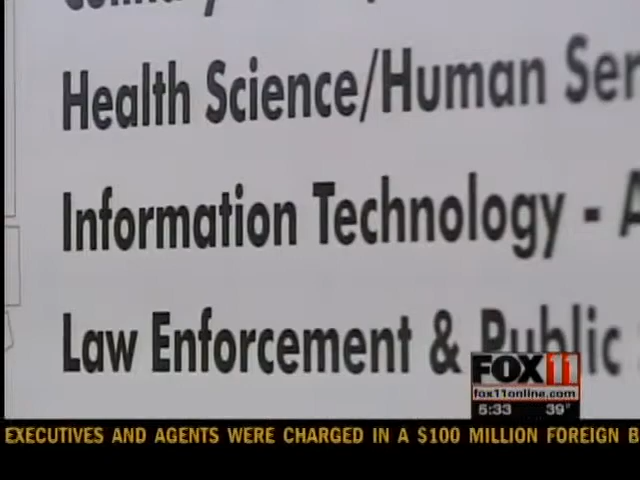 Health Science/Human Ser
Information Technology - A
Law Enforcement & Public
FOX 11
fox11online.com
5:33 39°
EXECUTIVES AND AGENTS WERE CHARGED IN A $100 MILLION FOREIGN B